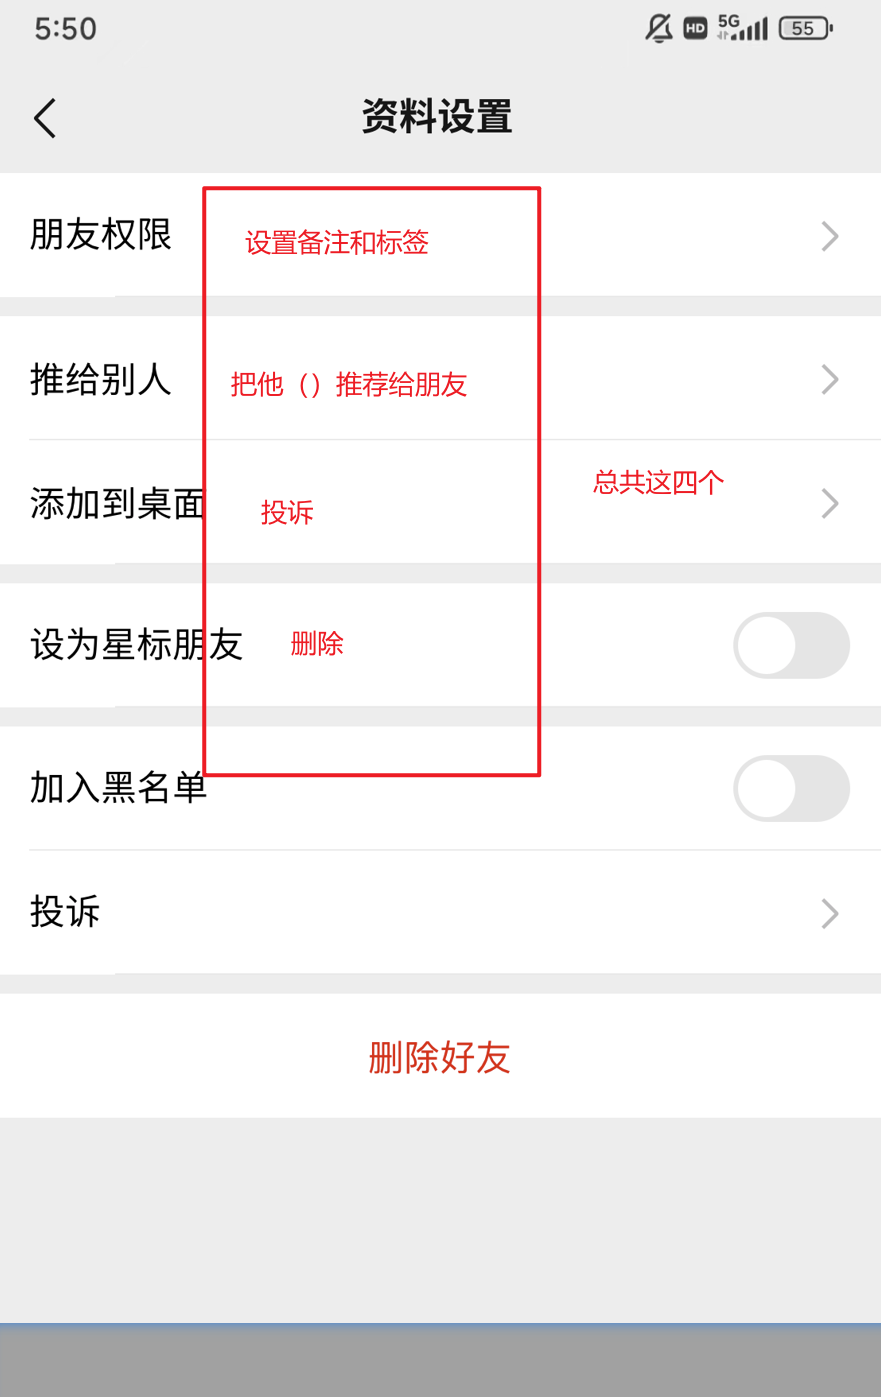 5:50
HD 5G 55
资料设置
朋友权限 设置备注和标签
推给别人 把他（）推荐给朋友
总共这四个
添加到桌面 投诉
设为星标朋友 删除
加入黑名单
投诉
删除好友